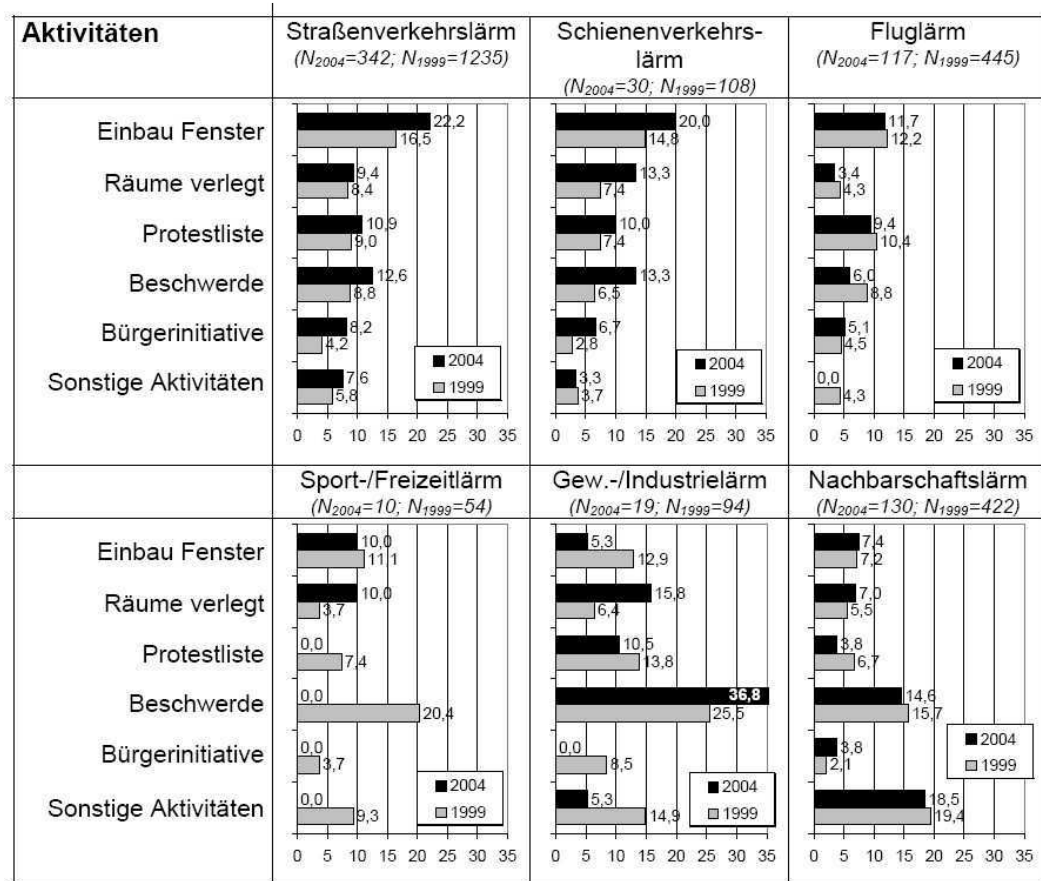 Aktivitäten
Straßenverkehrslärm
(N2004=342; N1999=1235)
Schienenverkehrs-
lärm
(N2004=30; N1999=108)
Fluglärm
(N2004=117; N1999=445)
Einbau Fenster
22,2
16,5
20,0
14,8
11,7
12,2
Räume verlegt
9,4
8,4
13,3
7,4
3,4
4,3
Protestliste
10,9
9,0
10,0
7,4
9,4
10,4
Beschwerde
12,6
8,8
13,3
6,5
6,0
8,8
Bürgerinitiative
8,2
4,2
6,7
2,8
5,1
4,5
Sonstige Aktivitäten
7,6
5,8
3,3
3,7
0,0
4,3
2004
1999
2004
1999
2004
1999
0 5 10 15 20 25 30 35
0 5 10 15 20 25 30 35
0 5 10 15 20 25 30 35
Sport-/Freizeitlärm
(N2004=10; N1999=54)
Gew.-/Industrielärm
(N2004=19; N1999=94)
Nachbarschaftslärm
(N2004=130; N1999=422)
Einbau Fenster
10,0
11,1
5,3
12,9
7,4
7,2
Räume verlegt
10,0
3,7
15,8
6,4
7,0
5,5
Protestliste
0,0
7,4
10,5
13,8
3,8
6,7
Beschwerde
0,0
20,4
36,8
25,5
14,6
15,7
Bürgerinitiative
0,0
3,7
0,0
8,5
3,8
2,1
Sonstige Aktivitäten
0,0
9,3
5,3
14,9
18,5
19,4
2004
1999
2004
1999
2004
1999
0 5 10 15 20 25 30 35
0 5 10 15 20 25 30 35
0 5 10 15 20 25 30 35